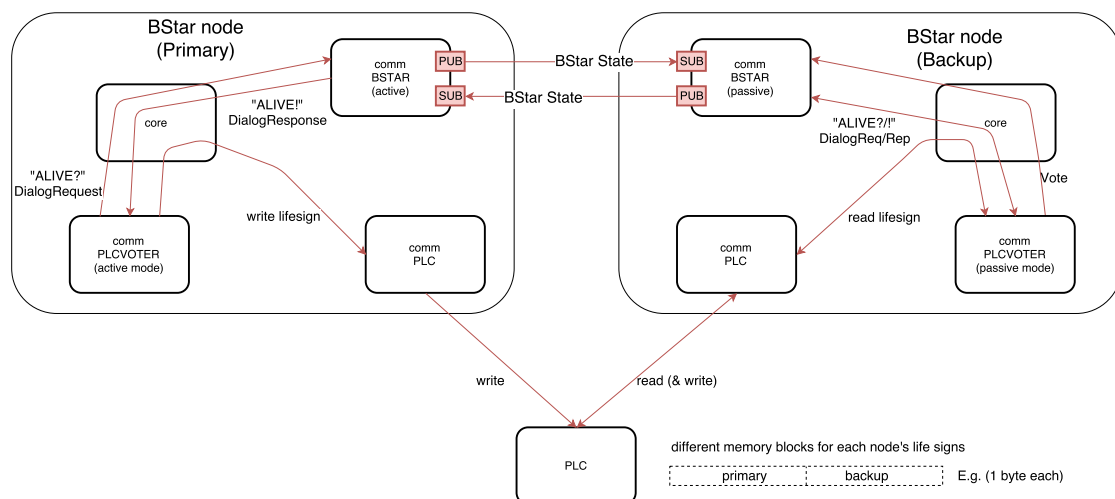 BStar node
(Primary)
comm
BSTAR
(active)
PUB
SUB
BStar State
BStar State
SUB
PUB
comm
BSTAR
(passive)
BStar node
(Backup)
core
"ALIVE!"
DialogResponse
"ALIVE?"
DialogRequest
write lifesign
comm
PLCVOTER
(active mode)
comm
PLC
"ALIVE?/!"
DialogReq/Rep
core
Vote
read lifesign
comm
PLC
comm
PLCVOTER
(passive mode)
write
read (& write)
PLC
different memory blocks for each node's life signs
primary
backup
E.g. (1 byte each)